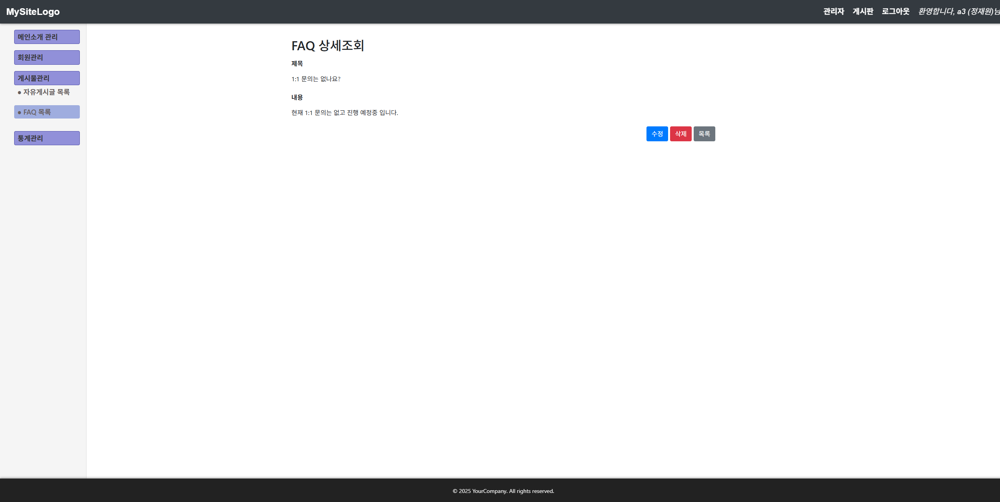 MySiteLogo
관리자 게시판 로그아웃 환영합니다, a3 (정재원)님
메인소개 관리
회원관리
게시물관리
● 자유게시글 목록
● FAQ 목록
통계관리
FAQ 상세조회
제목
1:1 문의는 없나요?
내용
현재 1:1 문의는 없고 진행 예정중 입니다.
수정 삭제 목록
© 2025 YourCompany. All rights reserved.